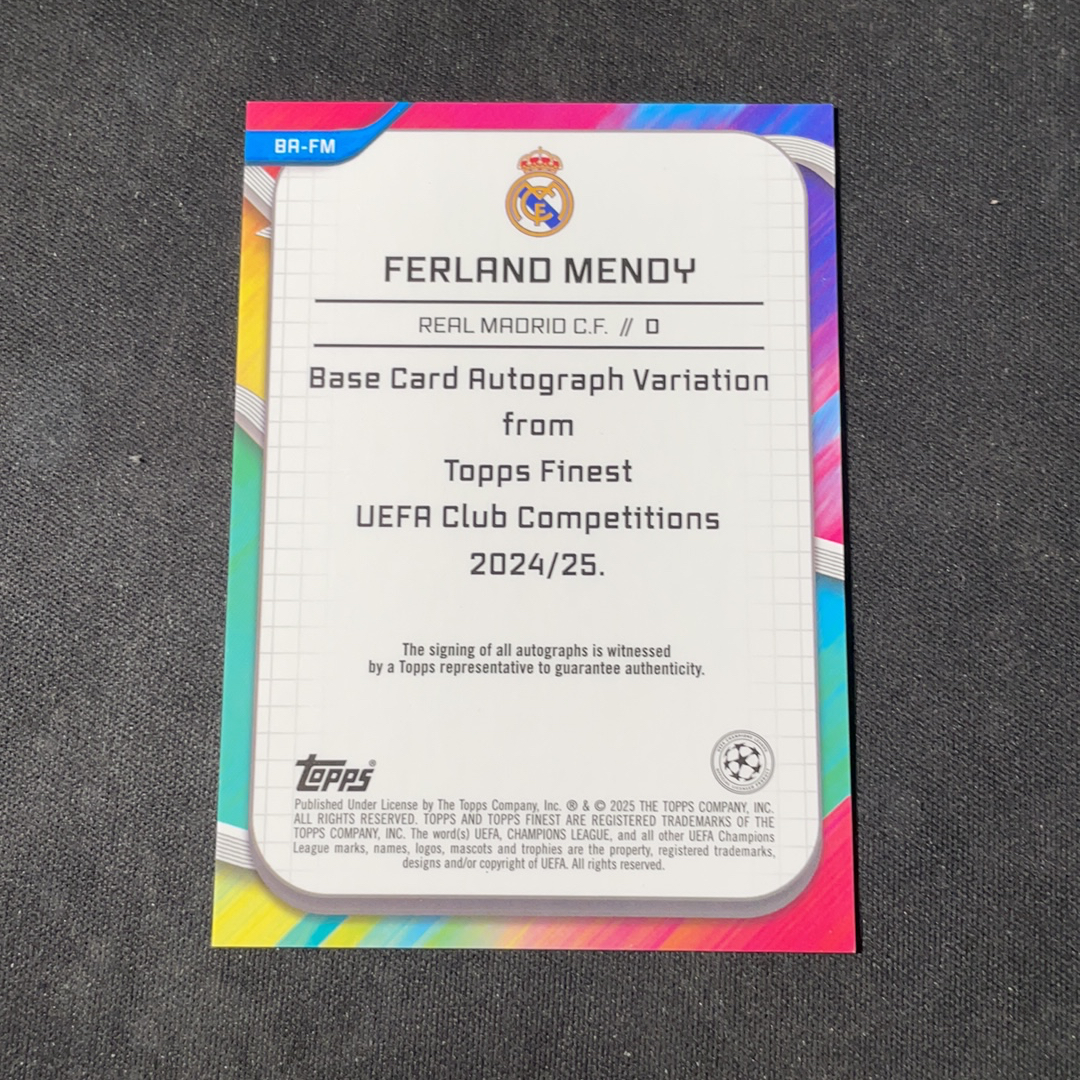 BA-FM
FERLAND MENDY
REAL MADRID C.F. // D
Base Card Autograph Variation
from
Topps Finest
UEFA Club Competitions
2024/25.
The signing of all autographs is witnessed
by a Topps representative to guarantee authenticity.
topps®
Published Under License by The Topps Company, Inc. ® & © 2025 THE TOPPS COMPANY, INC.
ALL RIGHTS RESERVED. TOPPS AND TOPPS FINEST ARE REGISTERED TRADEMARKS OF THE
TOPPS COMPANY, INC. The word(s) UEFA, CHAMPIONS LEAGUE, and all other UEFA Champions
League marks, names, logos, mascots and trophies are the property, registered trademarks,
designs and/or copyright of UEFA. All rights reserved.